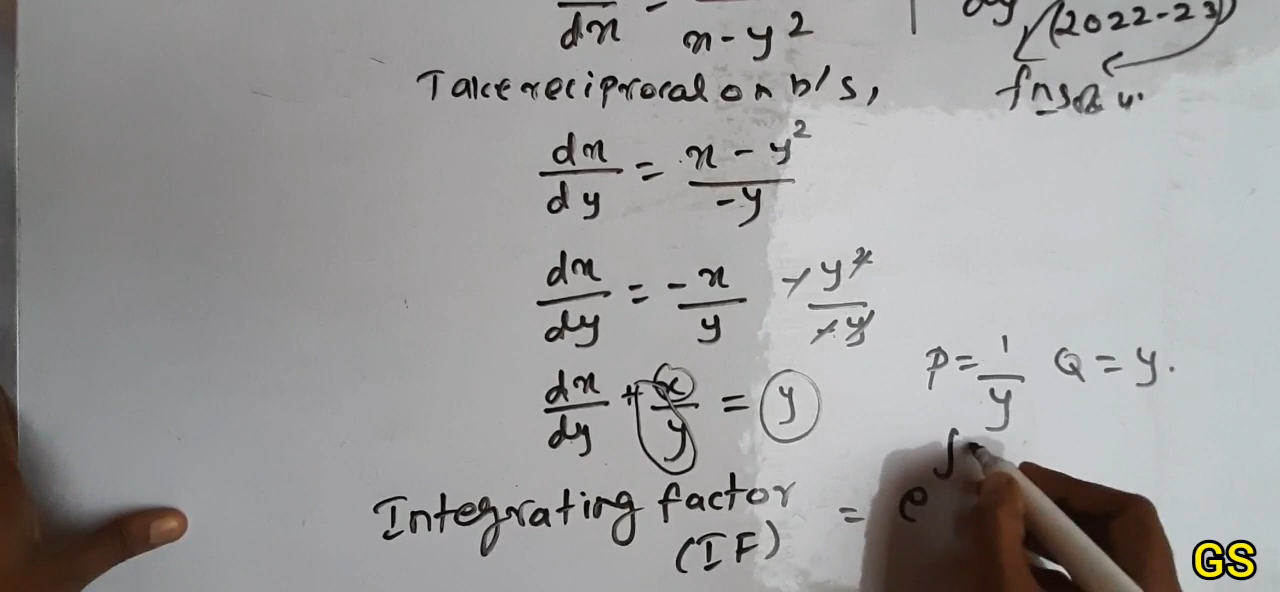 dx = x - y²
(2022-23)
Take reciprocal on b/s,
dx/dy = (x - y²)/-y
dx/dy = -x/y + y²/+y
dx/dy + x/y = y
P = 1/y Q = y.
Integrating factor = e^∫
(IF)
GS